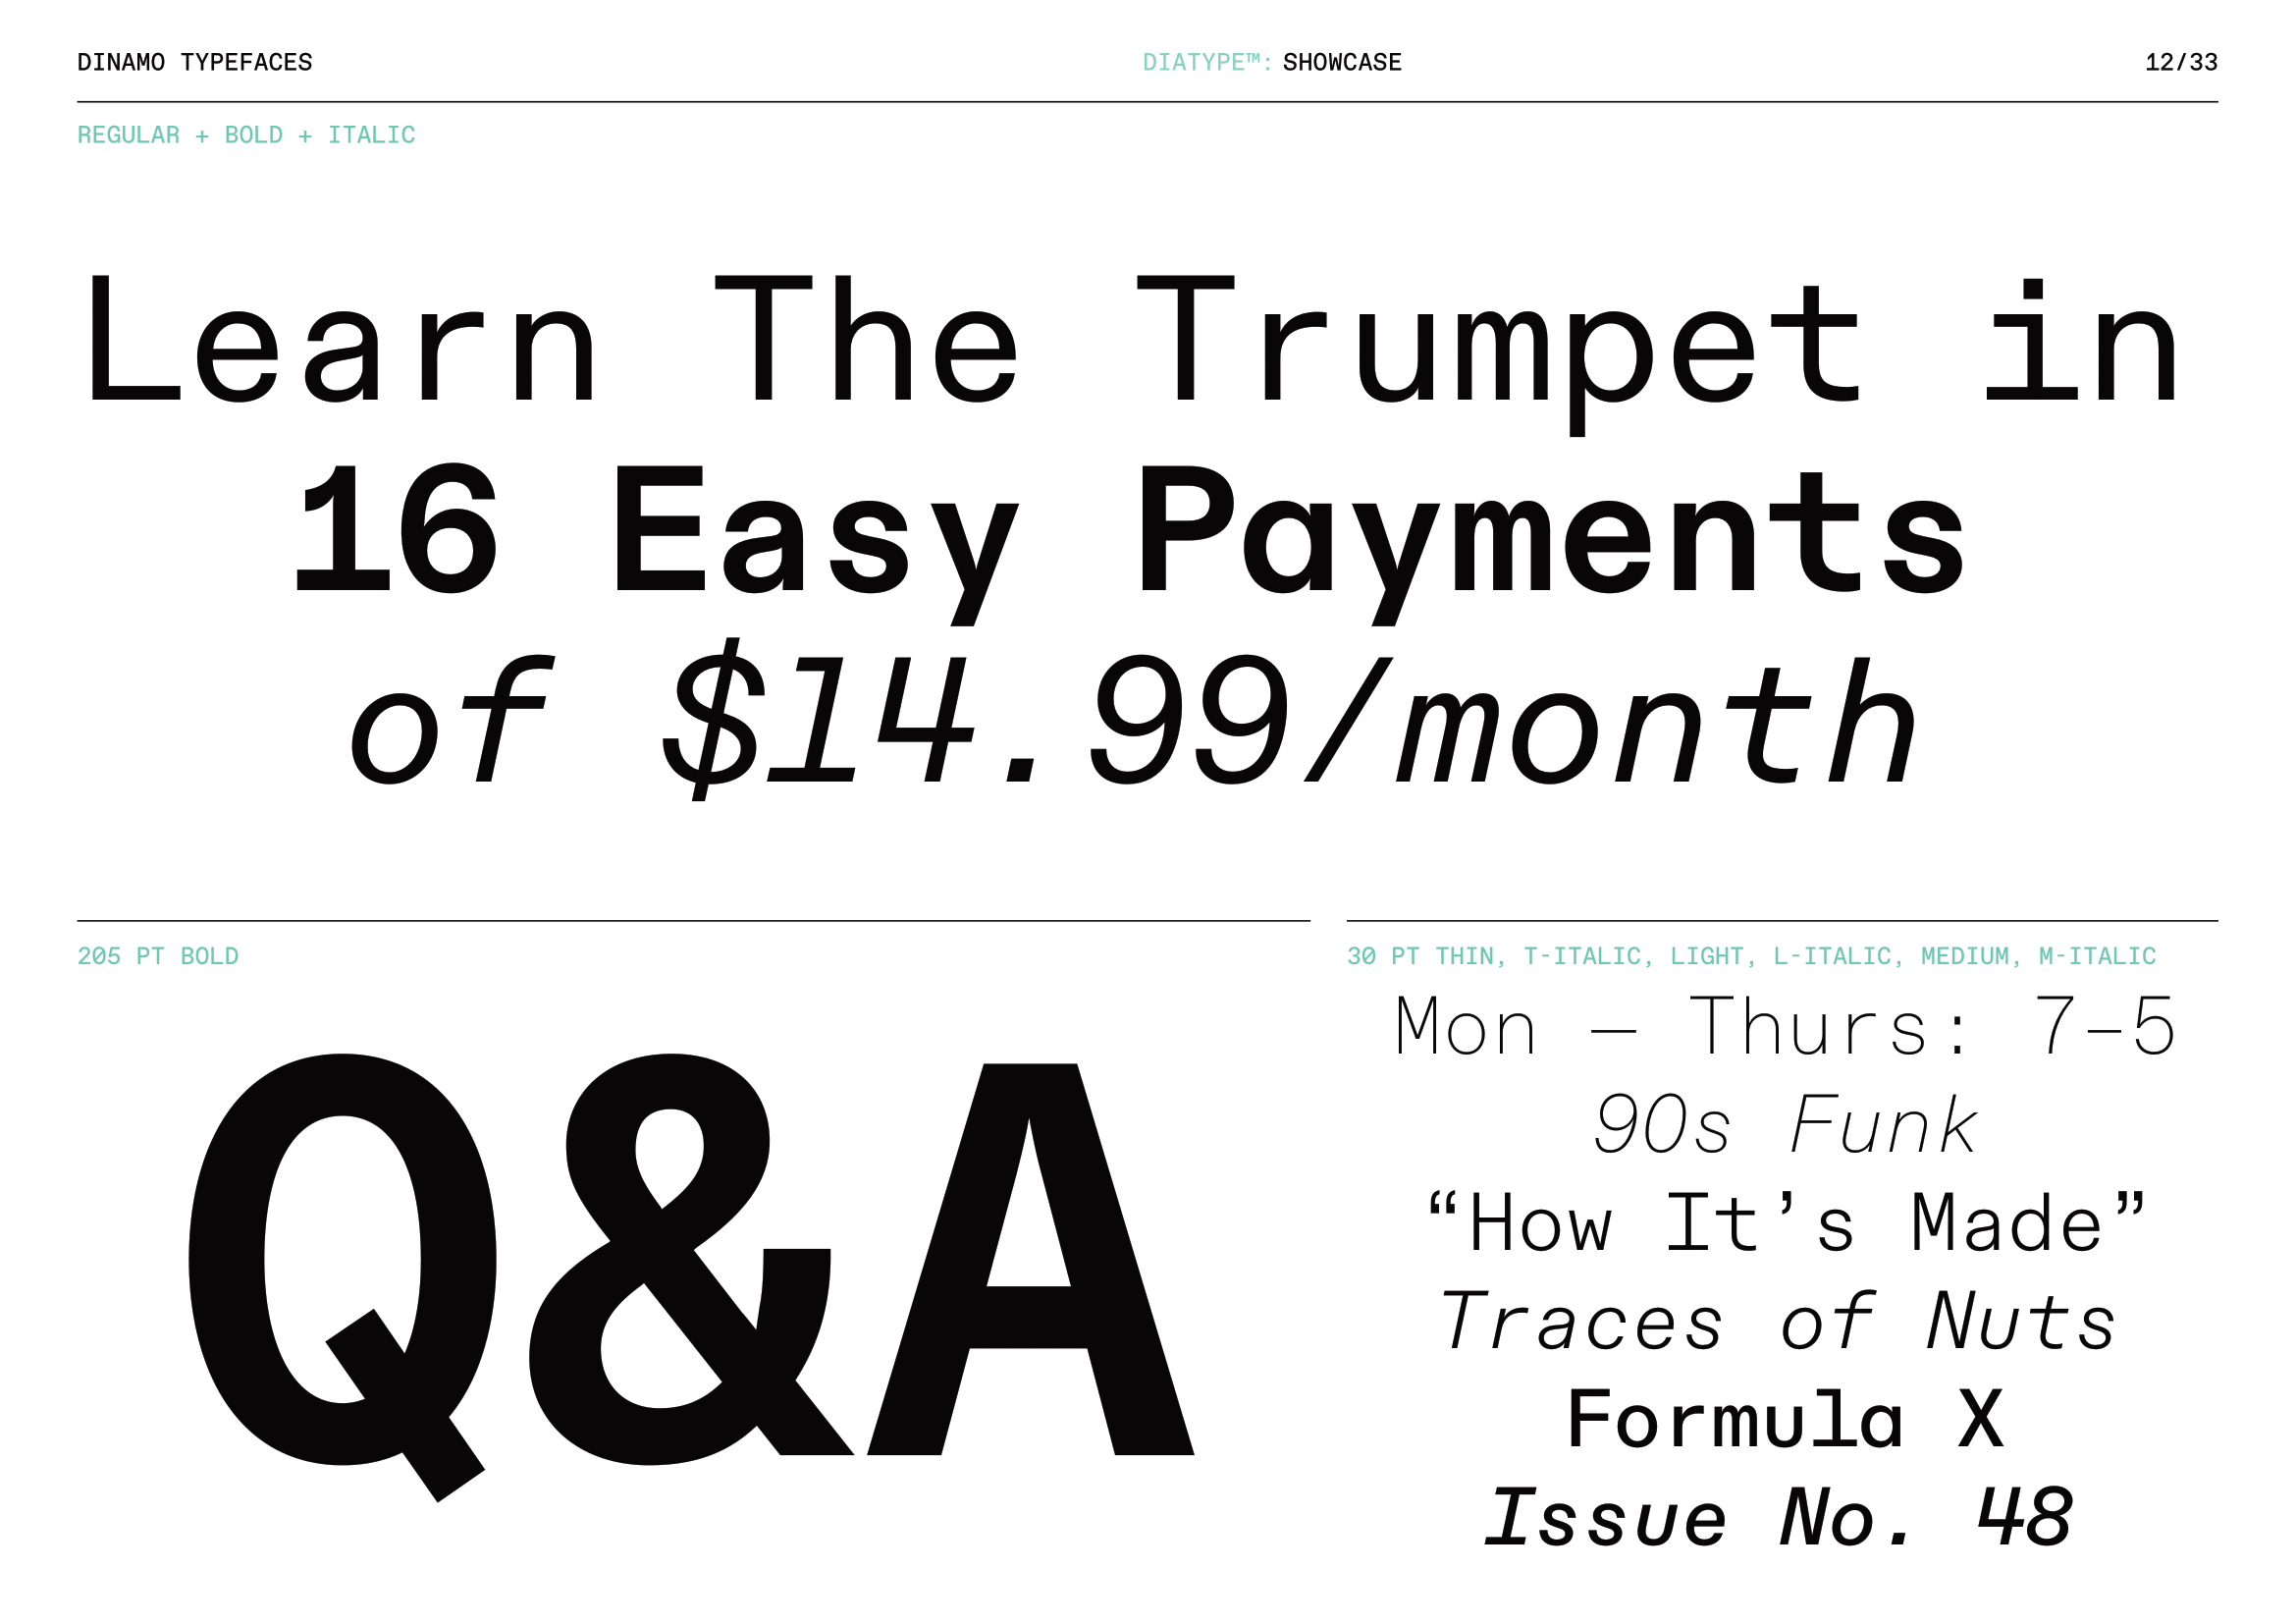 DINAMO TYPEFACES
DIATYPE™: SHOWCASE
12/33
REGULAR + BOLD + ITALIC
Learn The Trumpet in
16 Easy Payments
of $14.99/month
205 PT BOLD
Q&A
30 PT THIN, T-ITALIC, LIGHT, L-ITALIC, MEDIUM, M-ITALIC
Mon – Thurs: 7–5
90s Funk
“How It’s Made”
Traces of Nuts
Formula X
Issue No. 48